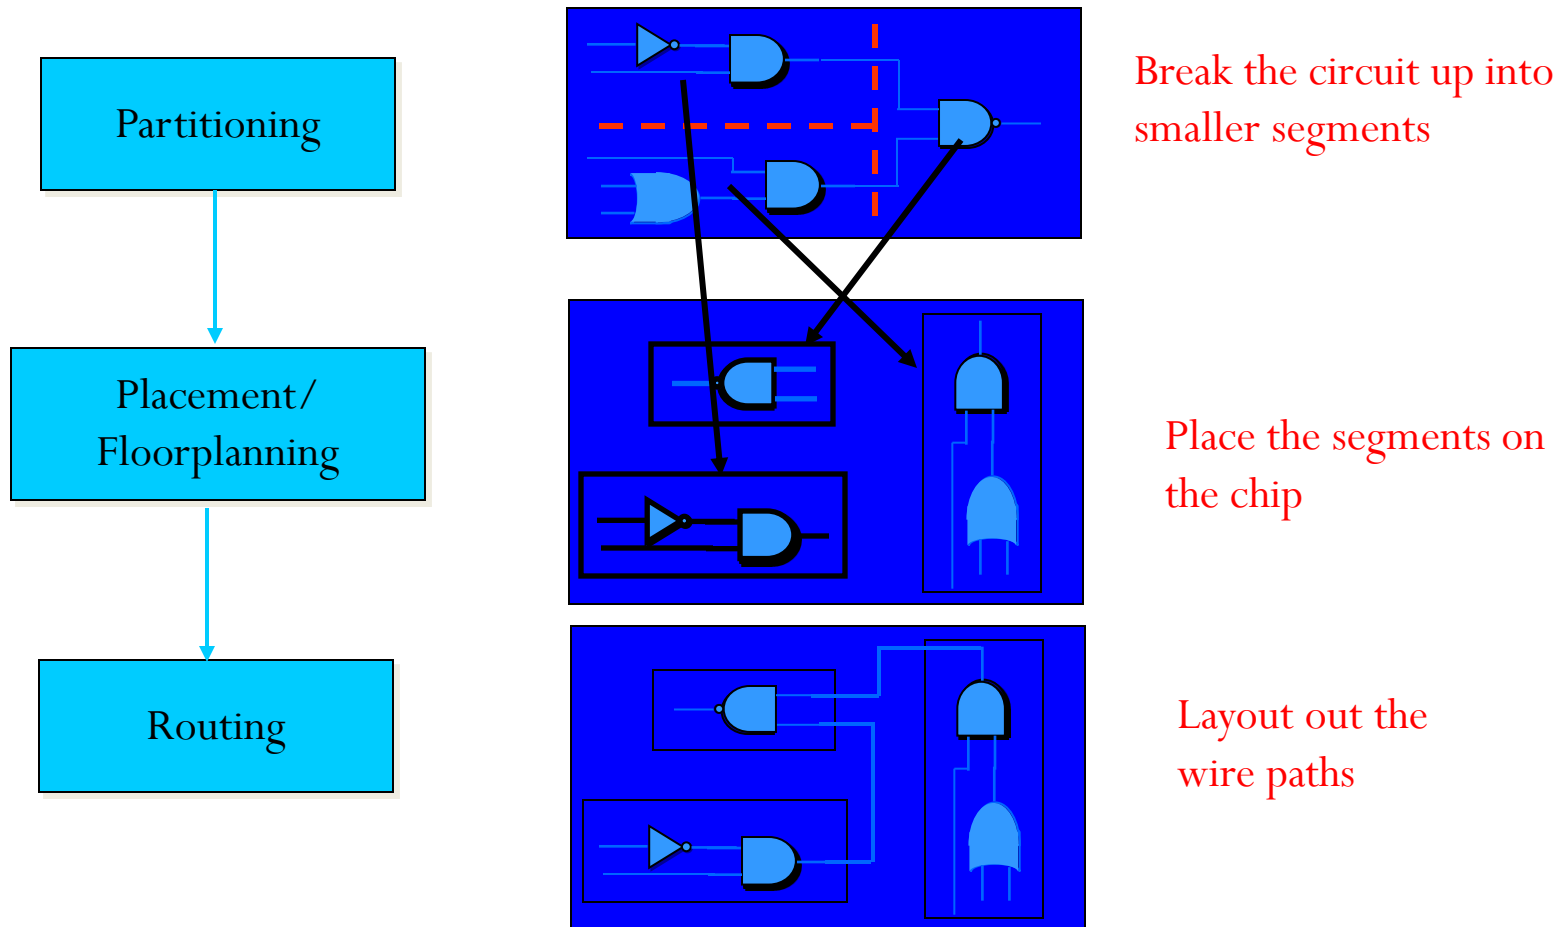 Partitioning
Break the circuit up into
smaller segments
Placement/
Floorplanning
Place the segments on
the chip
Routing
Layout out the
wire paths